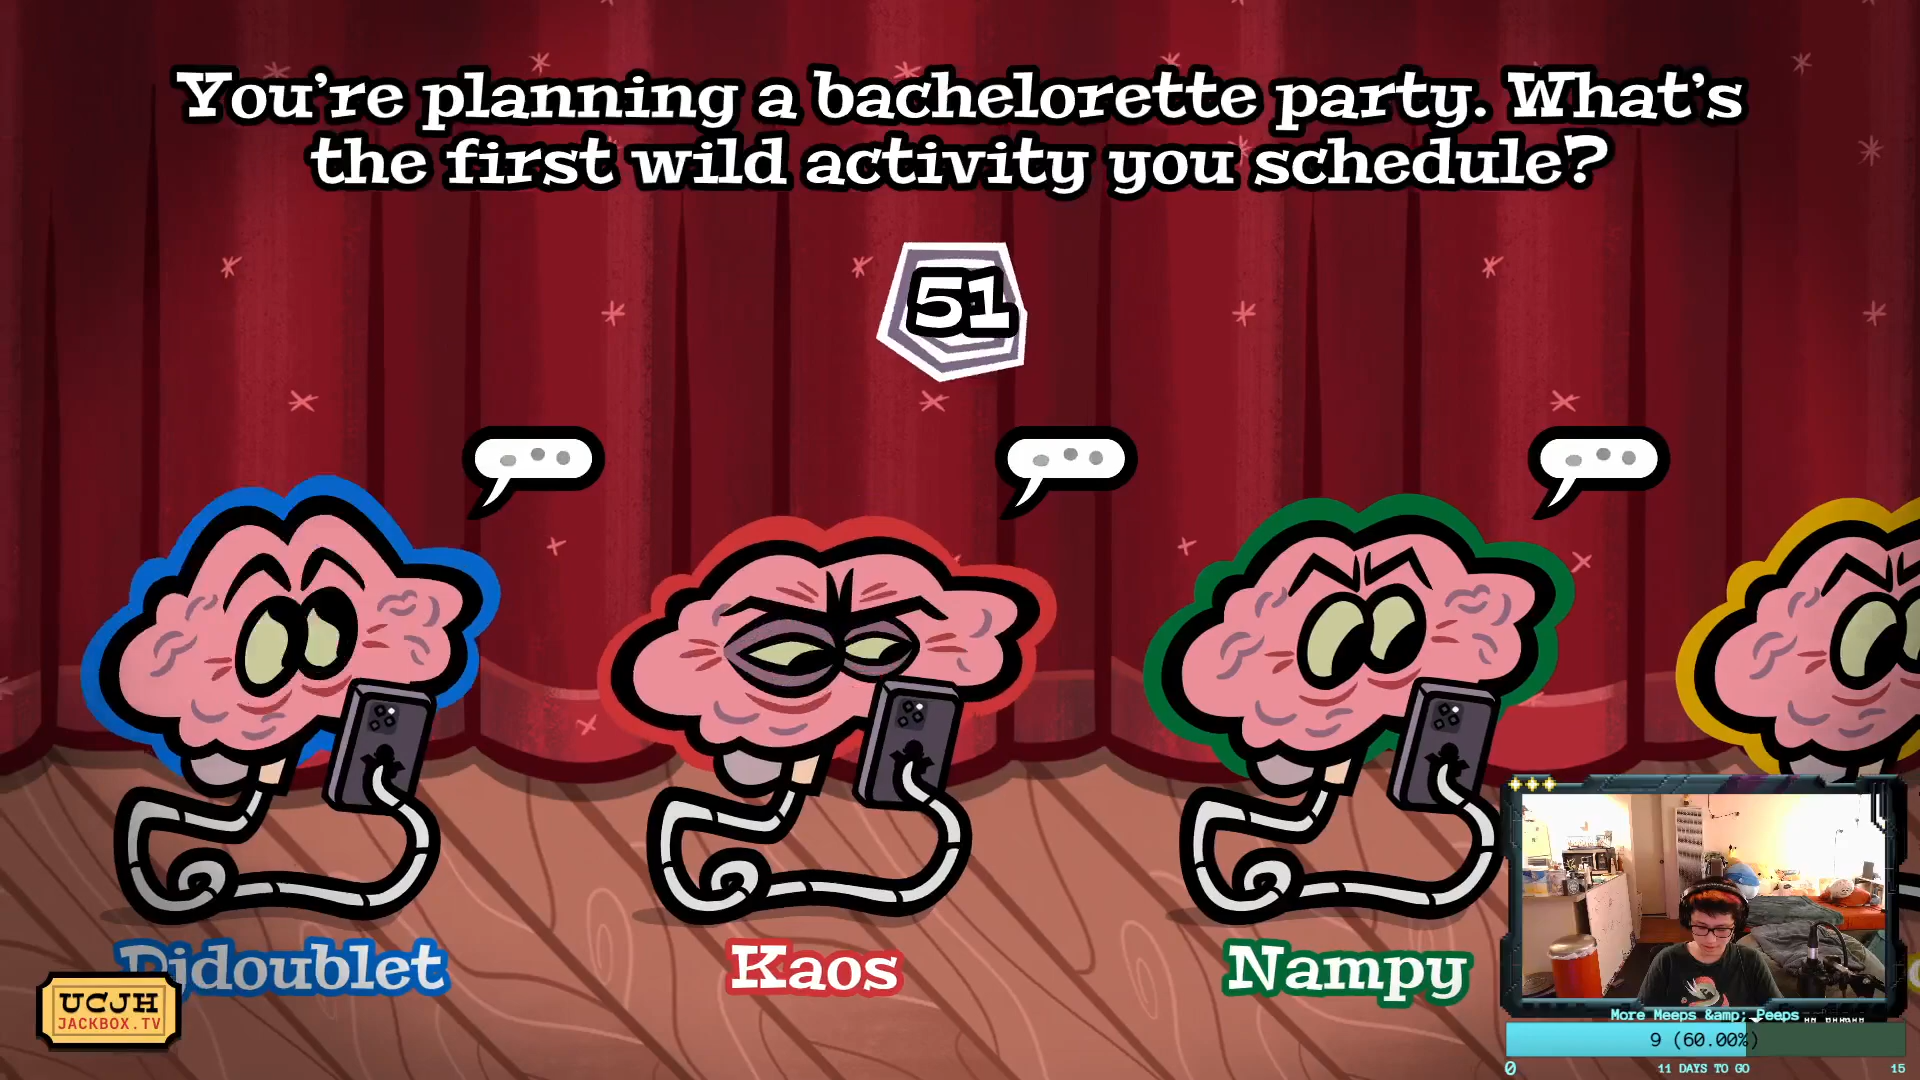 You're planning a bachelorette party. What's
the first wild activity you schedule?
51
Djdoublet
Kaos
Nampy
UCJH
JACKBOX.TV
More Meeps &amp; Peeps
9 (60.00%)
0
11 DAYS TO GO
15